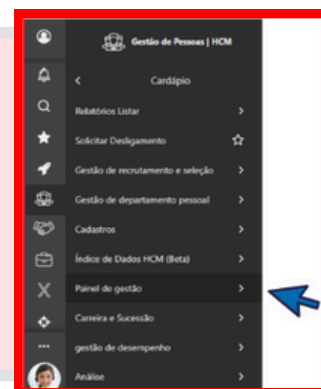 Gestão de Pessoas | HCM
Cardápio
Relatórios Listar
Solicitar Desligamento
Gestão de recrutamento e seleção
Gestão de departamento pessoal
Cadastros
Índice de Dados HCM (Beta)
Painel de gestão
Carreira e Sucessão
gestão de desempenho
Análise